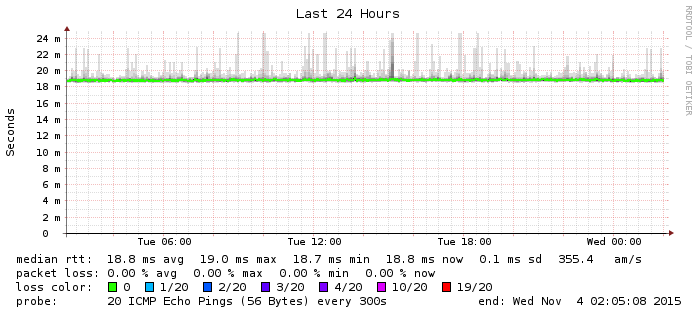 Last 24 Hours
RRDTOOL / TOBI OETIKER
Seconds
24 m
22 m
20 m
18 m
16 m
14 m
12 m
10 m
8 m
6 m
4 m
2 m
0
Tue 06:00 Tue 12:00 Tue 18:00 Wed 00:00
median rtt: 18.8 ms avg 19.0 ms max 18.7 ms min 18.8 ms now 0.1 ms sd 355.4 am/s
packet loss: 0.00 % avg 0.00 % max 0.00 % min 0.00 % now
loss color: 0 1/20 2/20 3/20 4/20 10/20 19/20
probe: 20 ICMP Echo Pings (56 Bytes) every 300s end: Wed Nov 4 02:05:08 2015